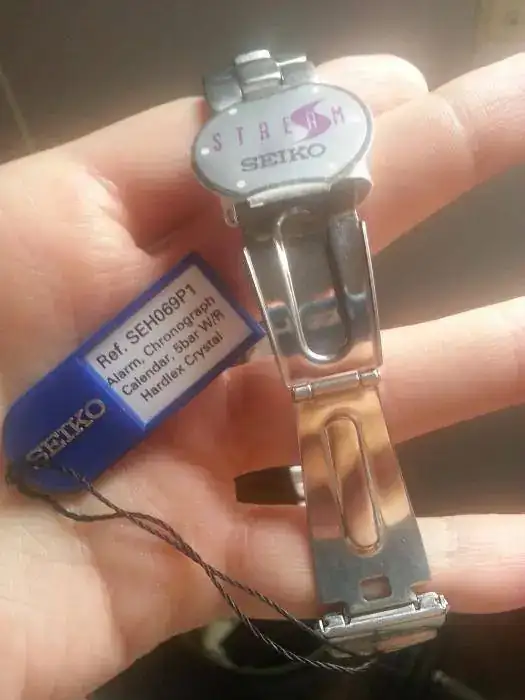 STREAM
SEIKO
Ref. SEH069P1
Alarm, Chronograph
Calendar, 5bar W/R
Hardlex Crystal
SEIKO